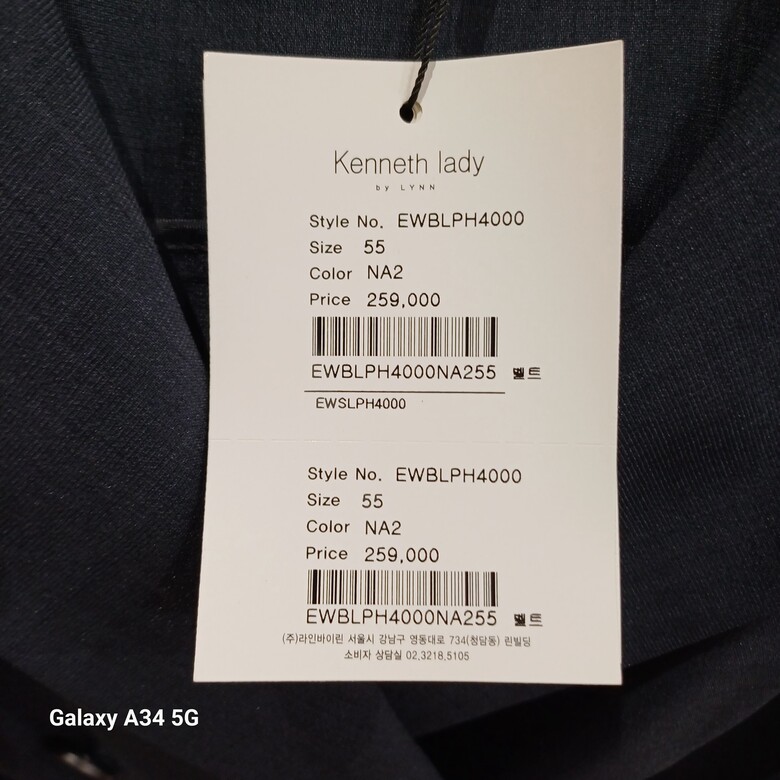 Kenneth lady
by LYNN
Style No. EWBLPH4000
Size 55
Color NA2
Price 259,000
EWBLPH4000NA255 벨트
EWSLPH4000
Style No. EWBLPH4000
Size 55
Color NA2
Price 259,000
EWBLPH4000NA255 벨트
(주)라인바이린 서울시 강남구 영동대로 734(청담동) 린빌딩
소비자 상담실 02.3218.5105
Galaxy A34 5G